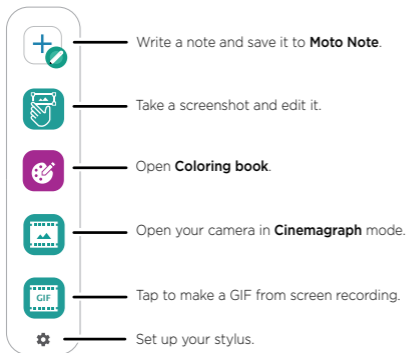 Write a note and save it to Moto Note.
Take a screenshot and edit it.
Open Coloring book.
Open your camera in Cinemagraph mode.
GIF
Tap to make a GIF from screen recording.
Set up your stylus.